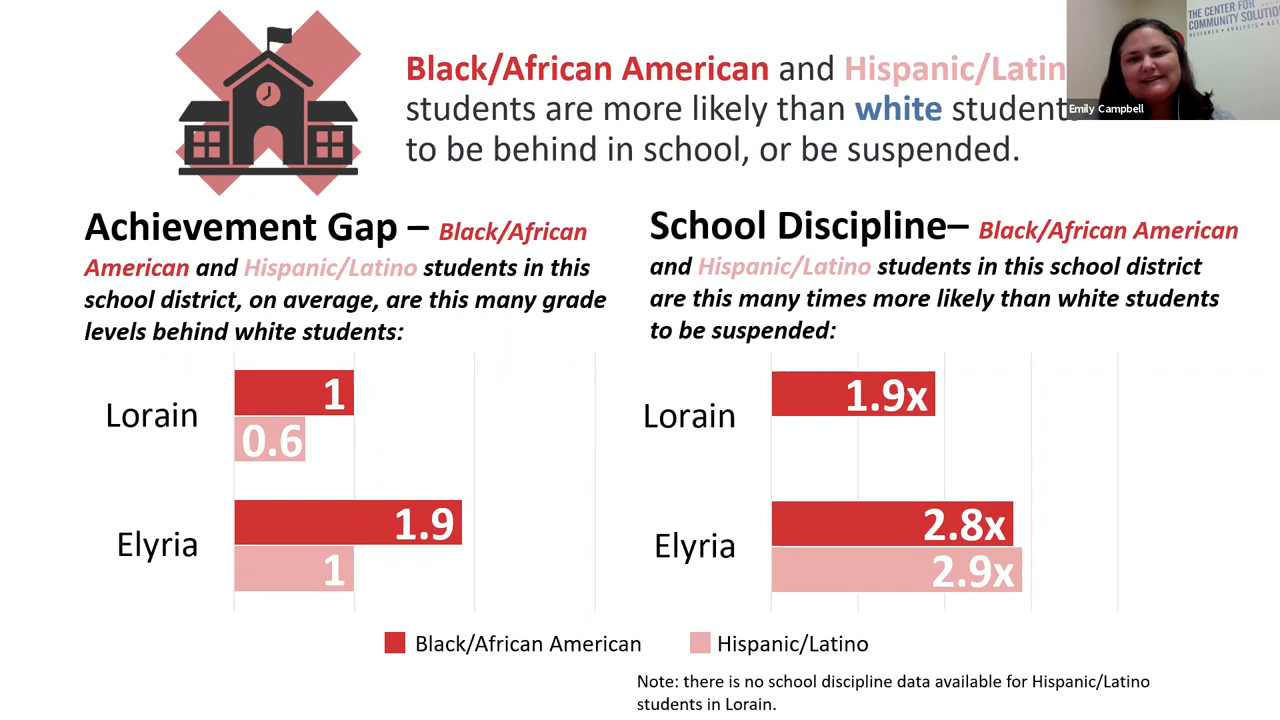 Black/African American and Hispanic/Latin
students are more likely than white student
to be behind in school, or be suspended.
THE CENTER FOR
COMMUNITY SOLUTIO
RESEARCH • ANALYSIS • AC
Emily Campbell
Achievement Gap – Black/African
American and Hispanic/Latino students in this
school district, on average, are this many grade
levels behind white students:
Lorain
1
0.6
Elyria
1.9
1
School Discipline– Black/African American
and Hispanic/Latino students in this school district
are this many times more likely than white students
to be suspended:
Lorain
1.9x
Elyria
2.8x
2.9x
Black/African American
Hispanic/Latino
Note: there is no school discipline data available for Hispanic/Latino
students in Lorain.